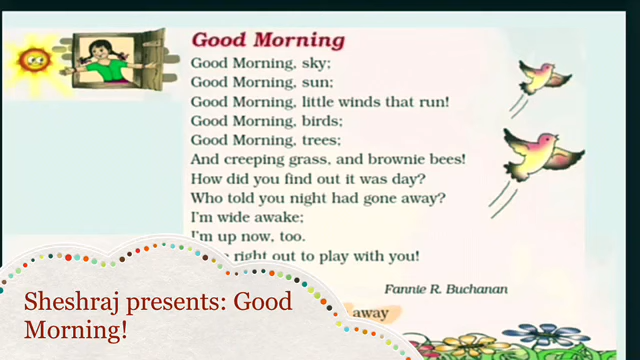 Good Morning
Good Morning, sky;
Good Morning, sun;
Good Morning, little winds that run!
Good Morning, birds;
Good Morning, trees;
And creeping grass, and brownie bees!
How did you find out it was day?
Who told you night had gone away?
I'm wide awake;
I'm up now, too.
right out to play with you!
Fannie R. Buchanan
away
Sheshraj presents: Good
Morning!